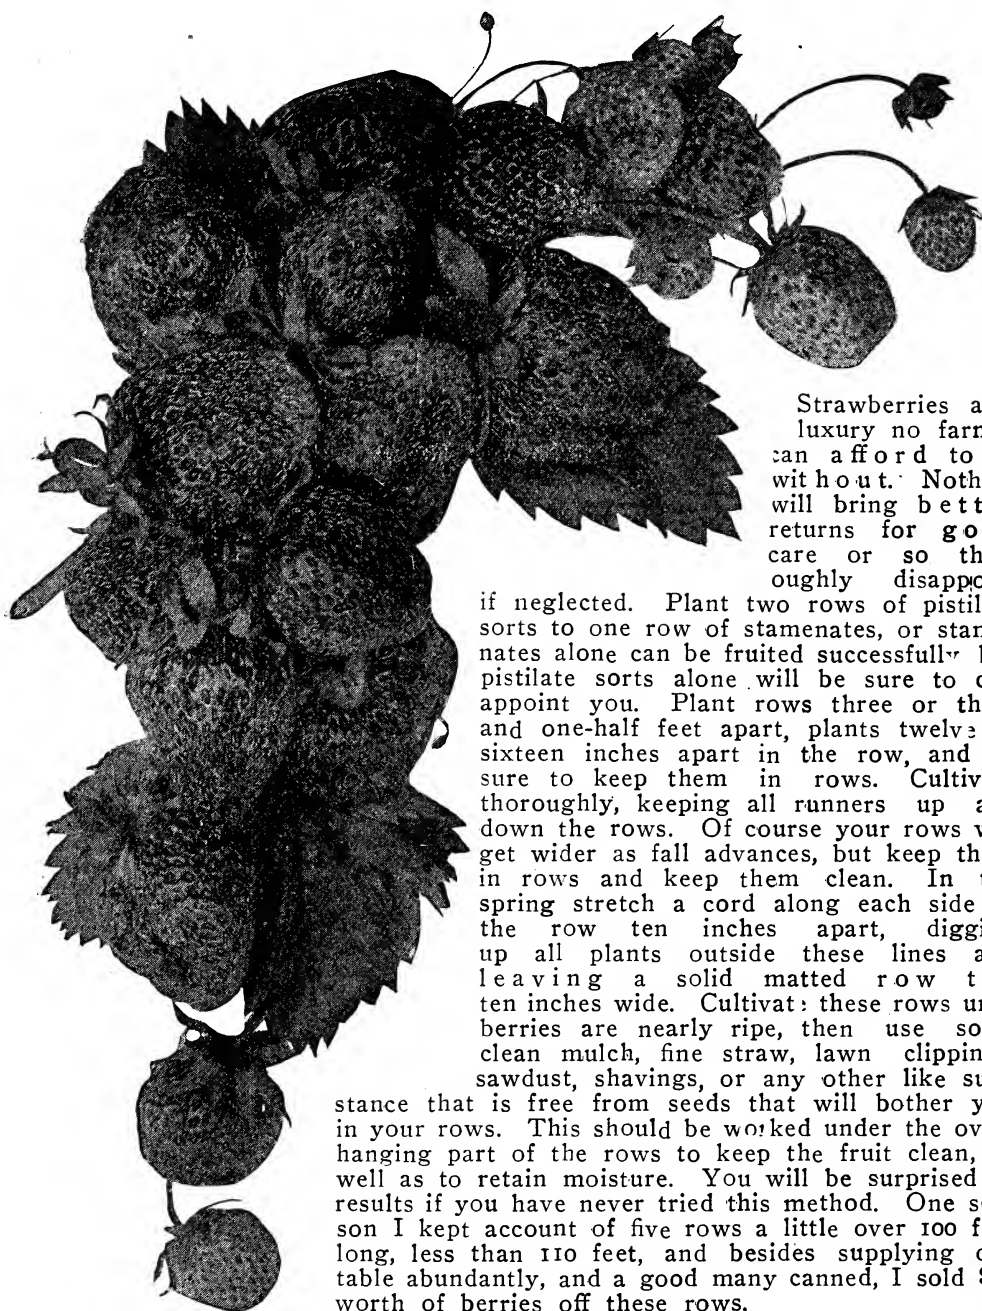 Strawberries a
luxury no farm
can afford to
without. Noth
will bring bett
returns for go
care or so th
oughly disappo
if neglected. Plant two rows of pistil
sorts to one row of stamenates, or stam
nates alone can be fruited successfully b
pistilate sorts alone will be sure to d
appoint you. Plant rows three or th
and one-half feet apart, plants twelve
sixteen inches apart in the row, and
sure to keep them in rows. Cultiv
thoroughly, keeping all runners up a
down the rows. Of course your rows w
get wider as fall advances, but keep th
in rows and keep them clean. In t
spring stretch a cord along each side
the row ten inches apart, diggi
up all plants outside these lines a
leaving a solid matted row t
ten inches wide. Cultivate these rows un
berries are nearly ripe, then use so
clean mulch, fine straw, lawn clippin
sawdust, shavings, or any other like su
stance that is free from seeds that will bother y
in your rows. This should be worked under the ov
hanging part of the rows to keep the fruit clean,
well as to retain moisture. You will be surprised
results if you have never tried this method. One se
son I kept account of five rows a little over 100 f
long, less than 110 feet, and besides supplying o
table abundantly, and a good many canned, I sold $
worth of berries off these rows.